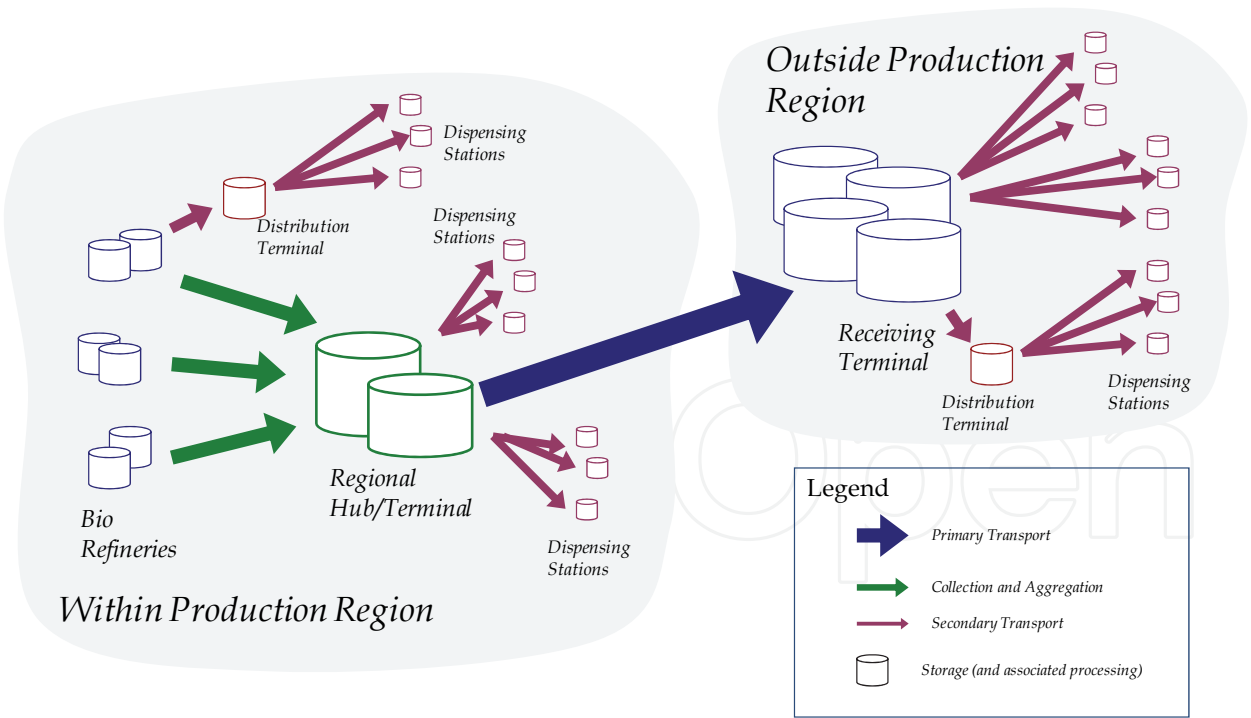 Outside Production
Region
Dispensing
Stations
Dispensing
Stations
Distribution
Terminal
Receiving
Terminal
Dispensing
Stations
Distribution
Terminal
Regional
Hub/Terminal
Bio
Refineries
Dispensing
Stations
Within Production Region
Open
Legend
Primary Transport
Collection and Aggregation
Secondary Transport
Storage (and associated processing)